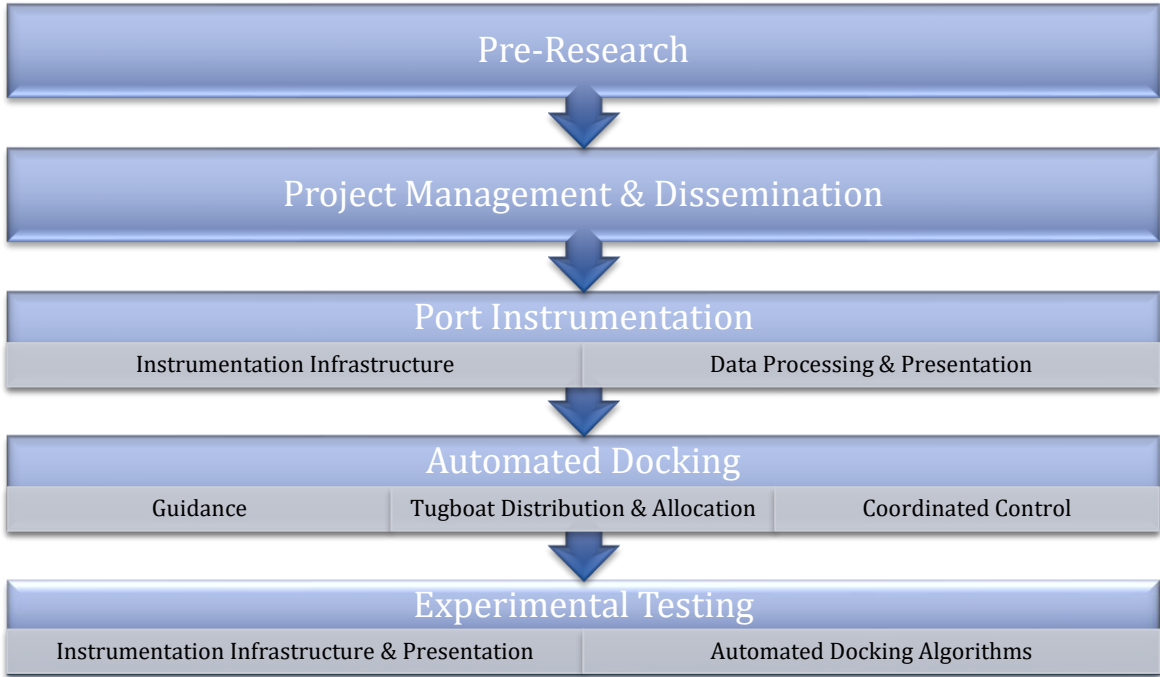 Pre-Research
Project Management & Dissemination
Port Instrumentation
Instrumentation Infrastructure
Data Processing & Presentation
Automated Docking
Guidance
Tugboat Distribution & Allocation
Coordinated Control
Experimental Testing
Instrumentation Infrastructure & Presentation
Automated Docking Algorithms